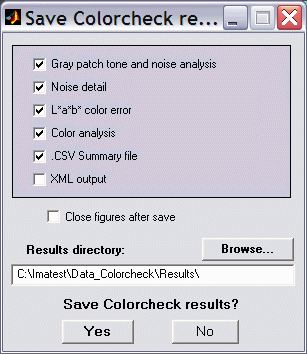 Save Colorcheck re...
Gray patch tone and noise analysis
Noise detail
L*a*b* color error
Color analysis
.CSV Summary file
XML output
Close figures after save
Results directory:
Browse...
C:\Imatest\Data_Colorcheck\Results\
Save Colorcheck results?
Yes
No